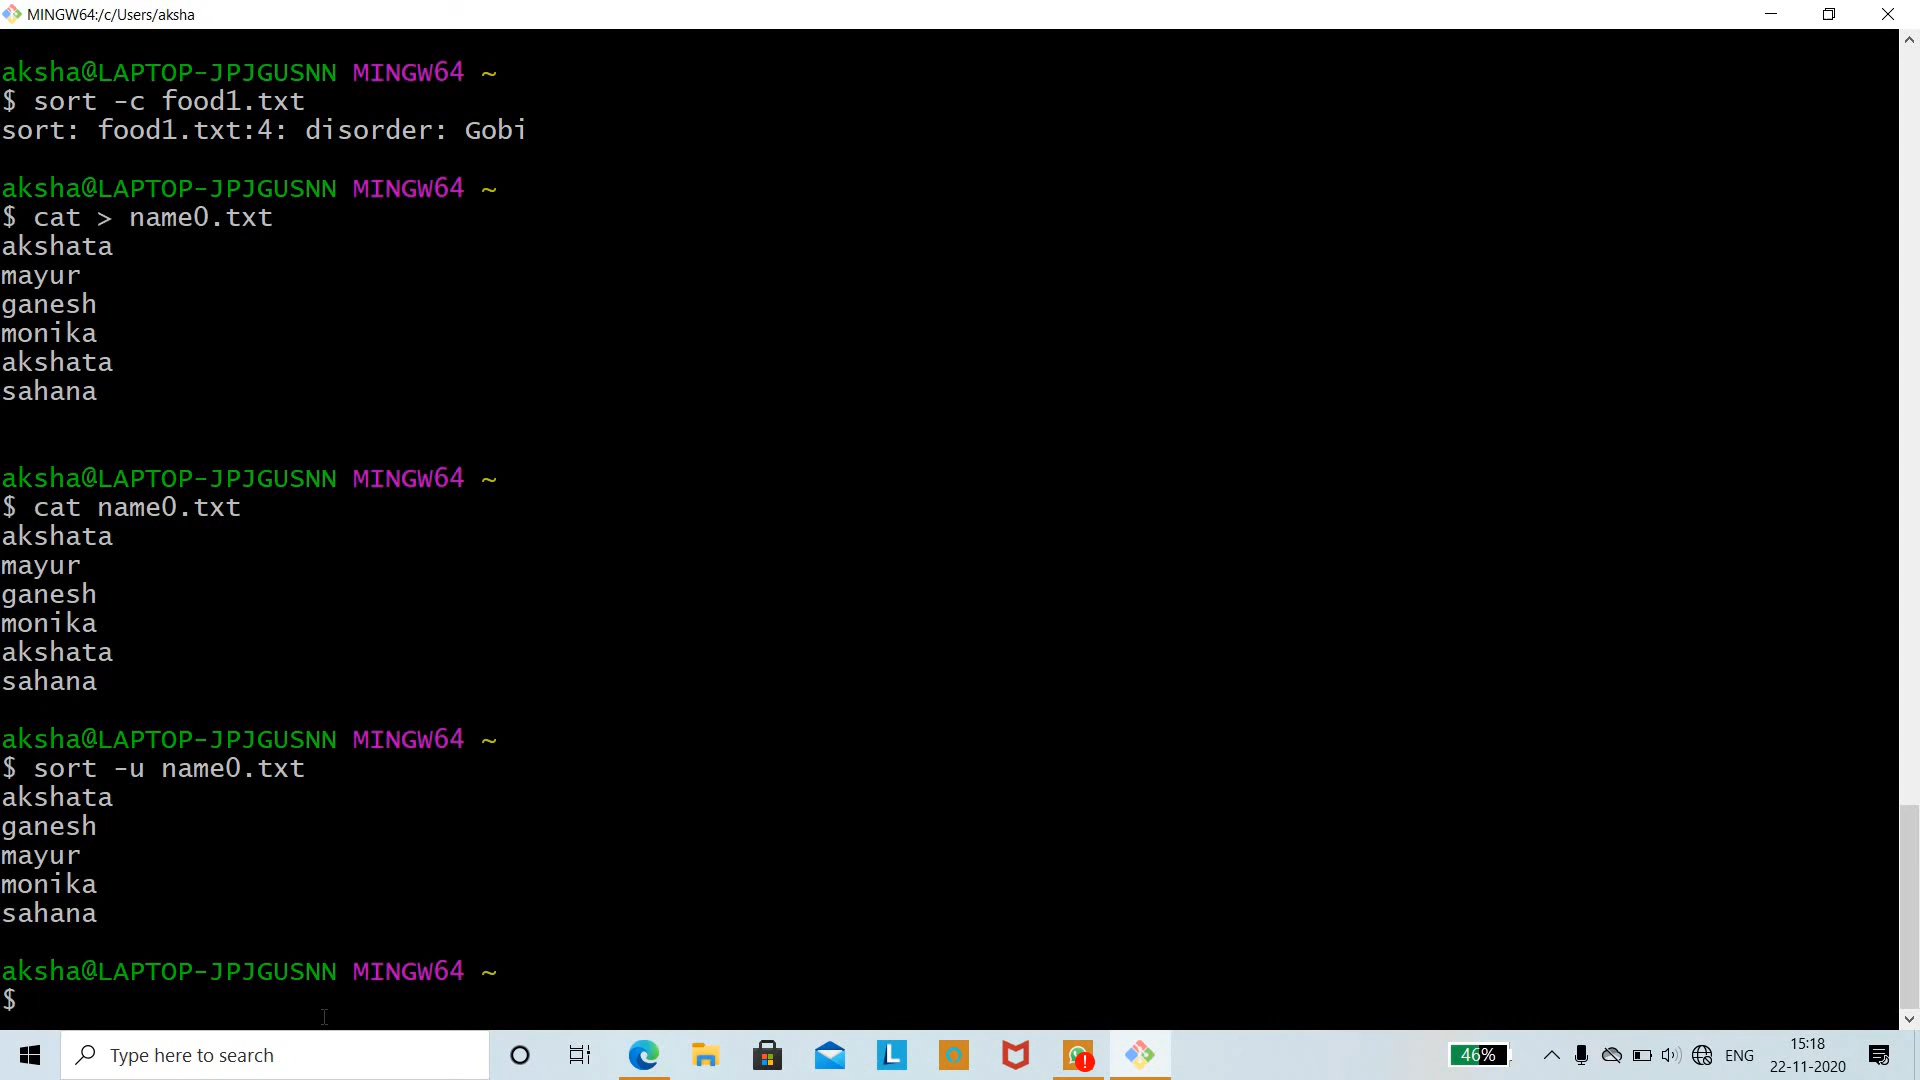 MINGW64:/c/Users/aksha
aksha@LAPTOP-JPJGUSNN MINGW64 ~
$ sort -c food1.txt
sort: food1.txt:4: disorder: Gobi
aksha@LAPTOP-JPJGUSNN MINGW64 ~
$ cat > name0.txt
akshata
mayur
ganesh
monika
akshata
sahana
aksha@LAPTOP-JPJGUSNN MINGW64 ~
$ cat name0.txt
akshata
mayur
ganesh
monika
akshata
sahana
aksha@LAPTOP-JPJGUSNN MINGW64 ~
$ sort -u name0.txt
akshata
ganesh
mayur
monika
sahana
aksha@LAPTOP-JPJGUSNN MINGW64 ~
$
Type here to search
L
46%
ENG
15:18
22-11-2020